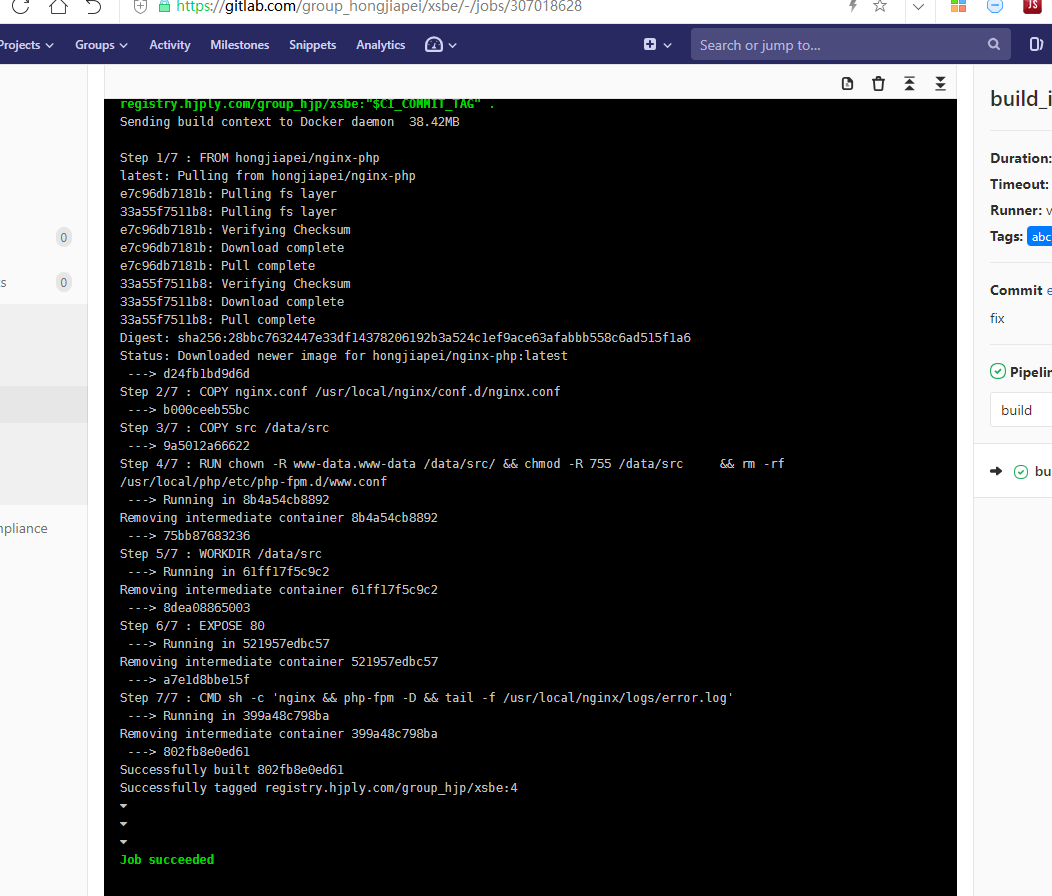 https://gitlab.com/group_hongjiapei/xsbe/-/jobs/307018628
JS
Projects Groups Activity Milestones Snippets Analytics Search or jump to...
registry.hjply.com/group_hjp/xsbe:"$CI_COMMIT_TAG" .
Sending build context to Docker daemon  38.42MB
Step 1/7 : FROM hongjiapei/nginx-php
latest: Pulling from hongjiapei/nginx-php
e7c96db7181b: Pulling fs layer
33a55f7511b8: Pulling fs layer
e7c96db7181b: Verifying Checksum
e7c96db7181b: Download complete
e7c96db7181b: Pull complete
33a55f7511b8: Verifying Checksum
33a55f7511b8: Download complete
33a55f7511b8: Pull complete
Digest: sha256:28bbc7632447e33df14378206192b3a524c1ef9ace63afabbb558c6ad515f1a6
Status: Downloaded newer image for hongjiapei/nginx-php:latest
---> d24fb1bd9d6d
Step 2/7 : COPY nginx.conf /usr/local/nginx/conf.d/nginx.conf
---> b000ceeb55bc
Step 3/7 : COPY src /data/src
---> 9a5012a66622
Step 4/7 : RUN chown -R www-data.www-data /data/src/ && chmod -R 755 /data/src     && rm -rf
/usr/local/php/etc/php-fpm.d/www.conf
---> Running in 8b4a54cb8892
Removing intermediate container 8b4a54cb8892
---> 75bb87683236
Step 5/7 : WORKDIR /data/src
---> Running in 61ff17f5c9c2
Removing intermediate container 61ff17f5c9c2
---> 8dea08865003
Step 6/7 : EXPOSE 80
---> Running in 521957edbc57
Removing intermediate container 521957edbc57
---> a7e1d8bbe15f
Step 7/7 : CMD sh -c 'nginx && php-fpm -D && tail -f /usr/local/nginx/logs/error.log'
---> Running in 399a48c798ba
Removing intermediate container 399a48c798ba
---> 802fb8e0ed61
Successfully built 802fb8e0ed61
Successfully tagged registry.hjply.com/group_hjp/xsbe:4
Job succeeded
0
s 0
mpliance
build_i
Duration:
Timeout:
Runner: v
Tags: abc
Commit e
fix
Pipelin
build
bu